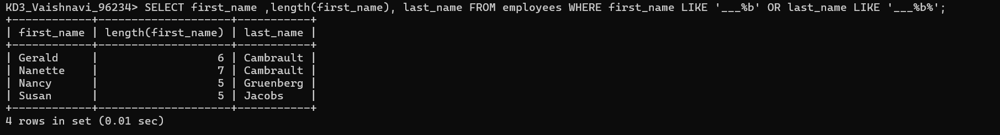 KD3_Vaishnavi_96234> SELECT first_name ,length(first_name), last_name FROM employees WHERE first_name LIKE '___%b' OR last_name LIKE '___%b%';
+------------+--------------------+-----------+
| first_name | length(first_name) | last_name |
+------------+--------------------+-----------+
| Gerald     |                  6 | Cambrault |
| Nanette    |                  7 | Cambrault |
| Nancy      |                  5 | Gruenberg |
| Susan      |                  5 | Jacobs    |
+------------+--------------------+-----------+
4 rows in set (0.01 sec)